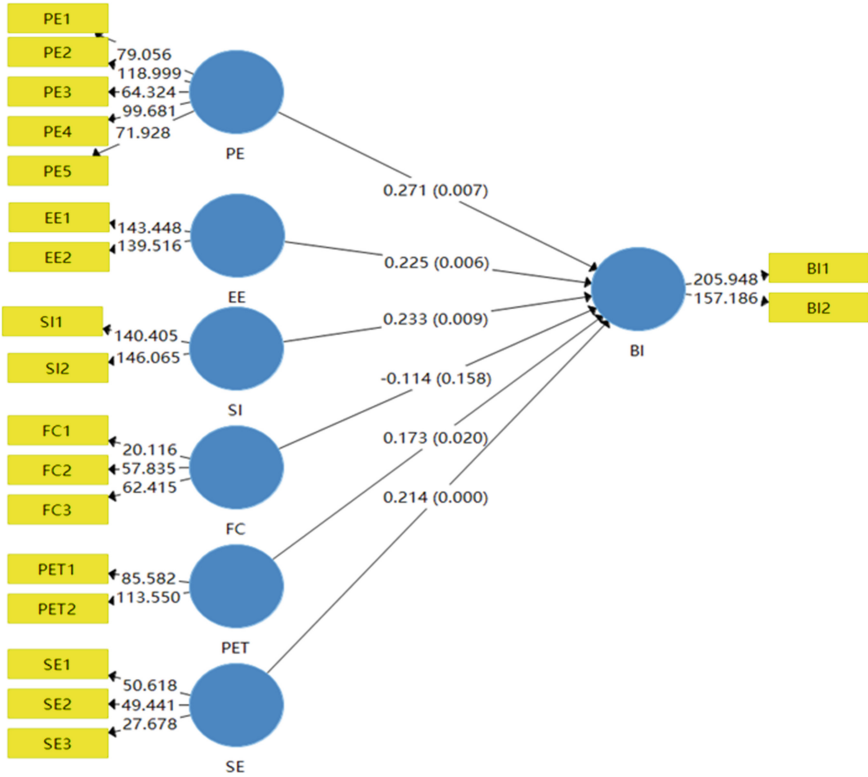 PE1
PE2
PE3
PE4
PE5
79.056
118.999
64.324
99.681
71.928
PE
0.271 (0.007)
EE1
EE2
143.448
139.516
EE
0.225 (0.006)
SI1
SI2
140.405
146.065
SI
0.233 (0.009)
FC1
FC2
FC3
20.116
57.835
62.415
FC
-0.114 (0.158)
PET1
PET2
85.582
113.550
PET
0.173 (0.020)
SE1
SE2
SE3
50.618
49.441
27.678
SE
0.214 (0.000)
BI
205.948
157.186
BI1
BI2